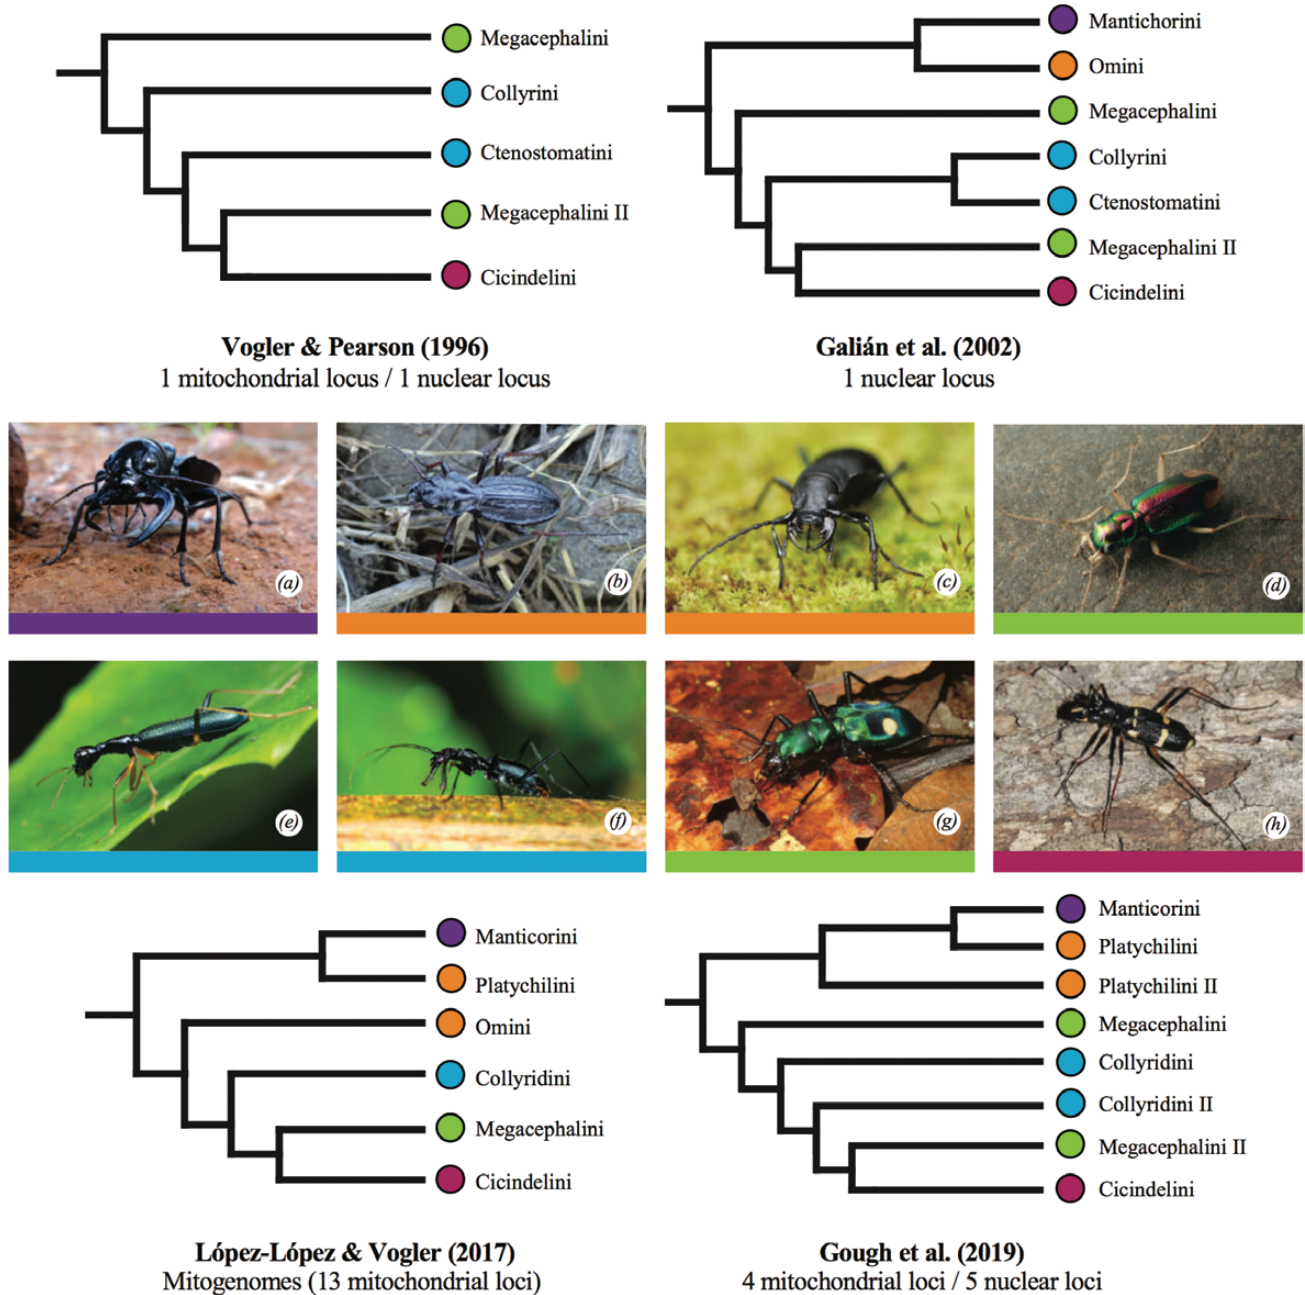 Megacephalini
Collyrini
Ctenostomatini
Megacephalini II
Cicindelini
Vogler & Pearson (1996)
1 mitochondrial locus / 1 nuclear locus
Mantichorini
Omini
Megacephalini
Collyrini
Ctenostomatini
Megacephalini II
Cicindelini
Galián et al. (2002)
1 nuclear locus
(a)
(b)
(c)
(d)
(e)
(f)
(g)
(h)
Manticorini
Platychilini
Omini
Collyridini
Megacephalini
Cicindelini
López-López & Vogler (2017)
Mitogenomes (13 mitochondrial loci)
Manticorini
Platychilini
Platychilini II
Megacephalini
Collyridini
Collyridini II
Megacephalini II
Cicindelini
Gough et al. (2019)
4 mitochondrial loci / 5 nuclear loci